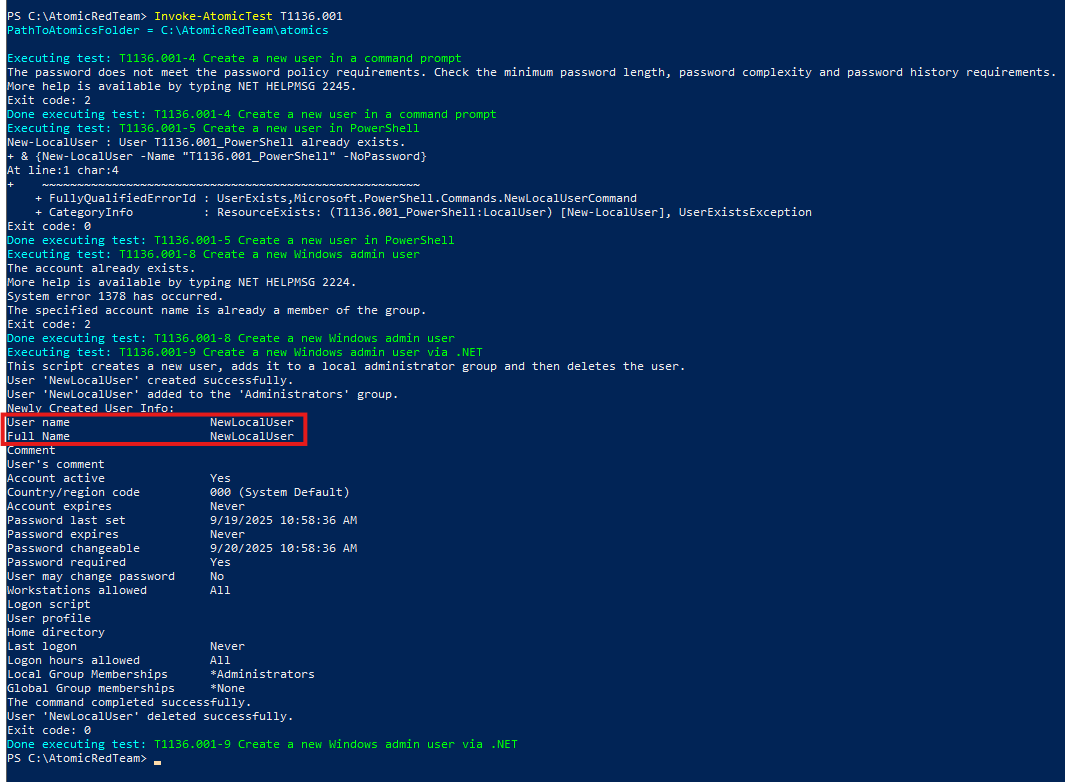 PS C:\AtomicRedTeam> Invoke-AtomicTest T1136.001
PathToAtomicsFolder = C:\AtomicRedTeam\atomics
Executing test: T1136.001-4 Create a new user in a command prompt
The password does not meet the password policy requirements. Check the minimum password length, password complexity and password history requirements.
More help is available by typing NET HELPMSG 2245.
Exit code: 2
Done executing test: T1136.001-4 Create a new user in a command prompt
Executing test: T1136.001-5 Create a new user in PowerShell
New-LocalUser : User T1136.001_PowerShell already exists.
+ & {New-LocalUser -Name "T1136.001_PowerShell" -NoPassword}
At line:1 char:4
+    ~~~~~~~~~~~~~~~~~~~~~~~~~~~~~~~~~~~~~~~~~~~~~~~~~~~~~~
    + FullyQualifiedErrorId : UserExists,Microsoft.PowerShell.Commands.NewLocalUserCommand
    + CategoryInfo          : ResourceExists: (T1136.001_PowerShell:LocalUser) [New-LocalUser], UserExistsException
Exit code: 0
Done executing test: T1136.001-5 Create a new user in PowerShell
Executing test: T1136.001-8 Create a new Windows admin user
The account already exists.
More help is available by typing NET HELPMSG 2224.
System error 1378 has occurred.
The specified account name is already a member of the group.
Exit code: 2
Done executing test: T1136.001-8 Create a new Windows admin user
Executing test: T1136.001-9 Create a new Windows admin user via .NET
This script creates a new user, adds it to a local administrator group and then deletes the user.
User 'NewLocalUser' created successfully.
User 'NewLocalUser' added to the 'Administrators' group.
Newly Created User Info:
User name                    NewLocalUser
Full Name                    NewLocalUser
Comment
User's comment
Account active               Yes
Country/region code          000 (System Default)
Account expires              Never
Password last set            9/19/2025 10:58:36 AM
Password expires             Never
Password changeable          9/20/2025 10:58:36 AM
Password required            Yes
User may change password     No
Workstations allowed         All
Logon script
User profile
Home directory
Last logon                   Never
Logon hours allowed          All
Local Group Memberships      *Administrators
Global Group memberships     *None
The command completed successfully.
User 'NewLocalUser' deleted successfully.
Exit code: 0
Done executing test: T1136.001-9 Create a new Windows admin user via .NET
PS C:\AtomicRedTeam> _